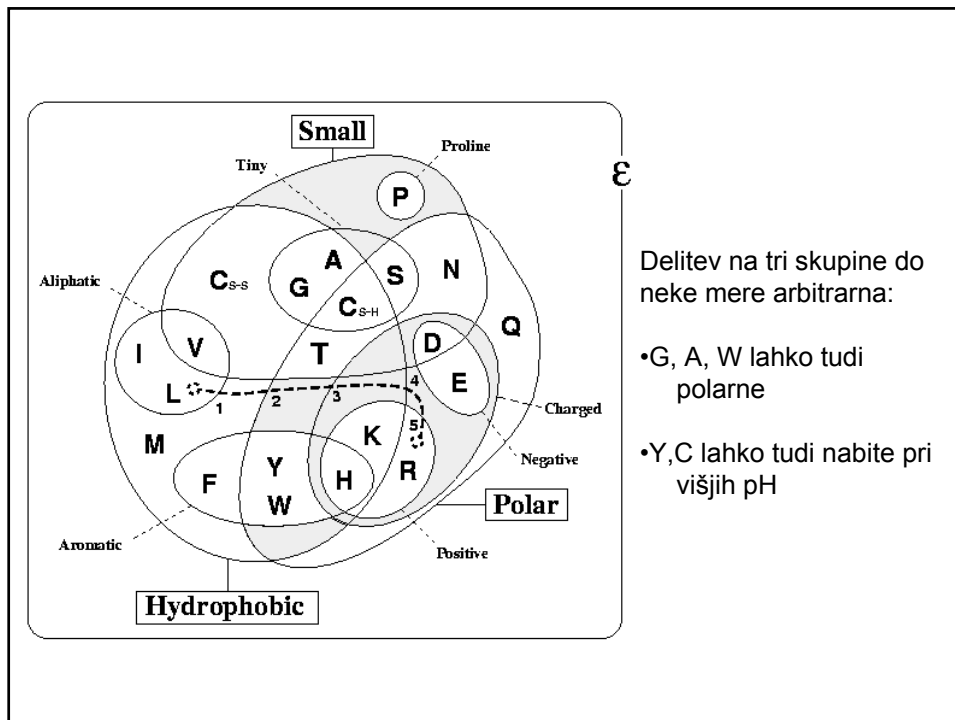 Small
Proline
Tiny
ε
P
A
S
N
Aliphatic
CS-S
G
CS-H
Q
I
V
T
D
L
1
2
3
4
E
Charged
M
K
5
Y
Negative
F
H
R
W
Polar
Aromatic
Positive
Hydrophobic
Delitev na tri skupine do
neke mere arbitrarna:
•G, A, W lahko tudi
polarne
•Y,C lahko tudi nabite pri
višjih pH